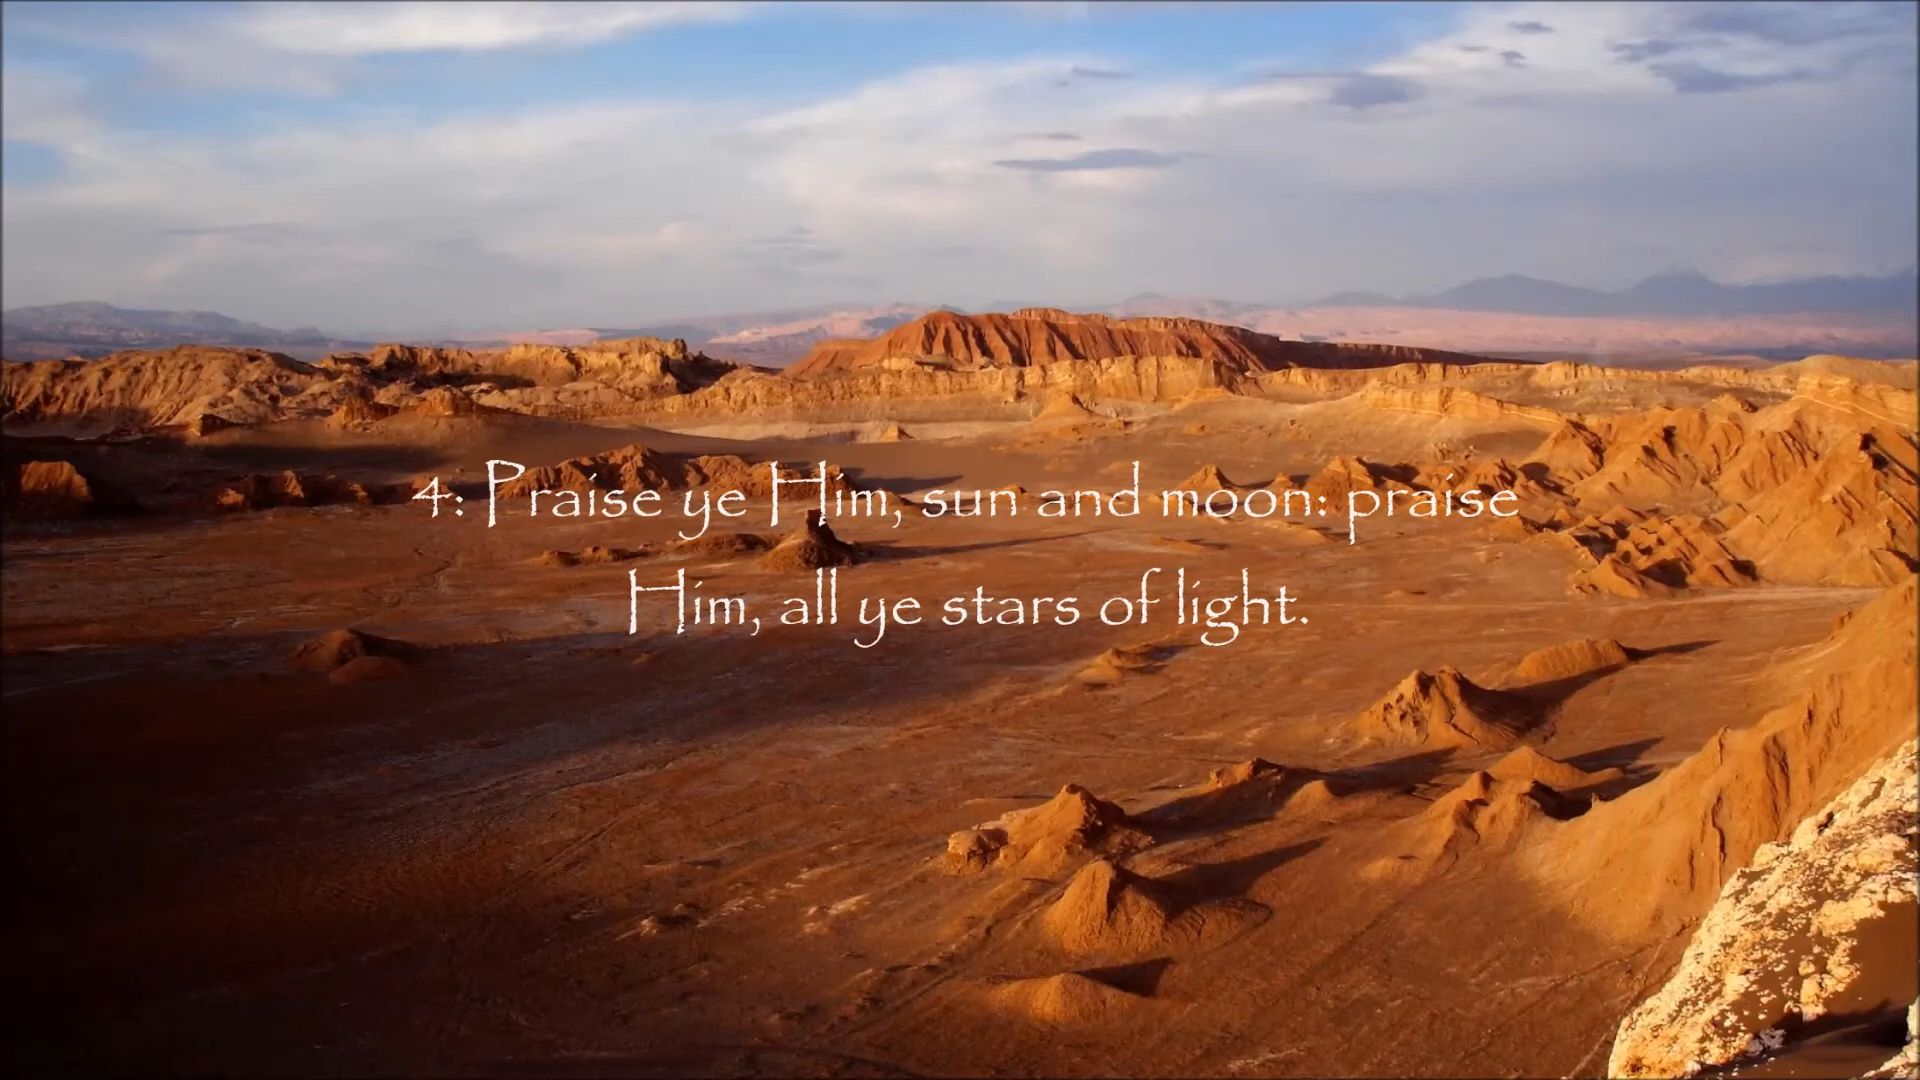 4: Praise ye Him, sun and moon: praise
Him, all ye stars of light.